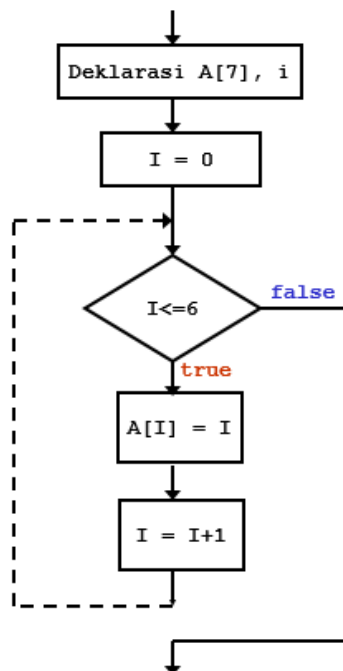 Deklarasi A[7], i
I = 0
I<=6
false
true
A[I] = I
I = I+1